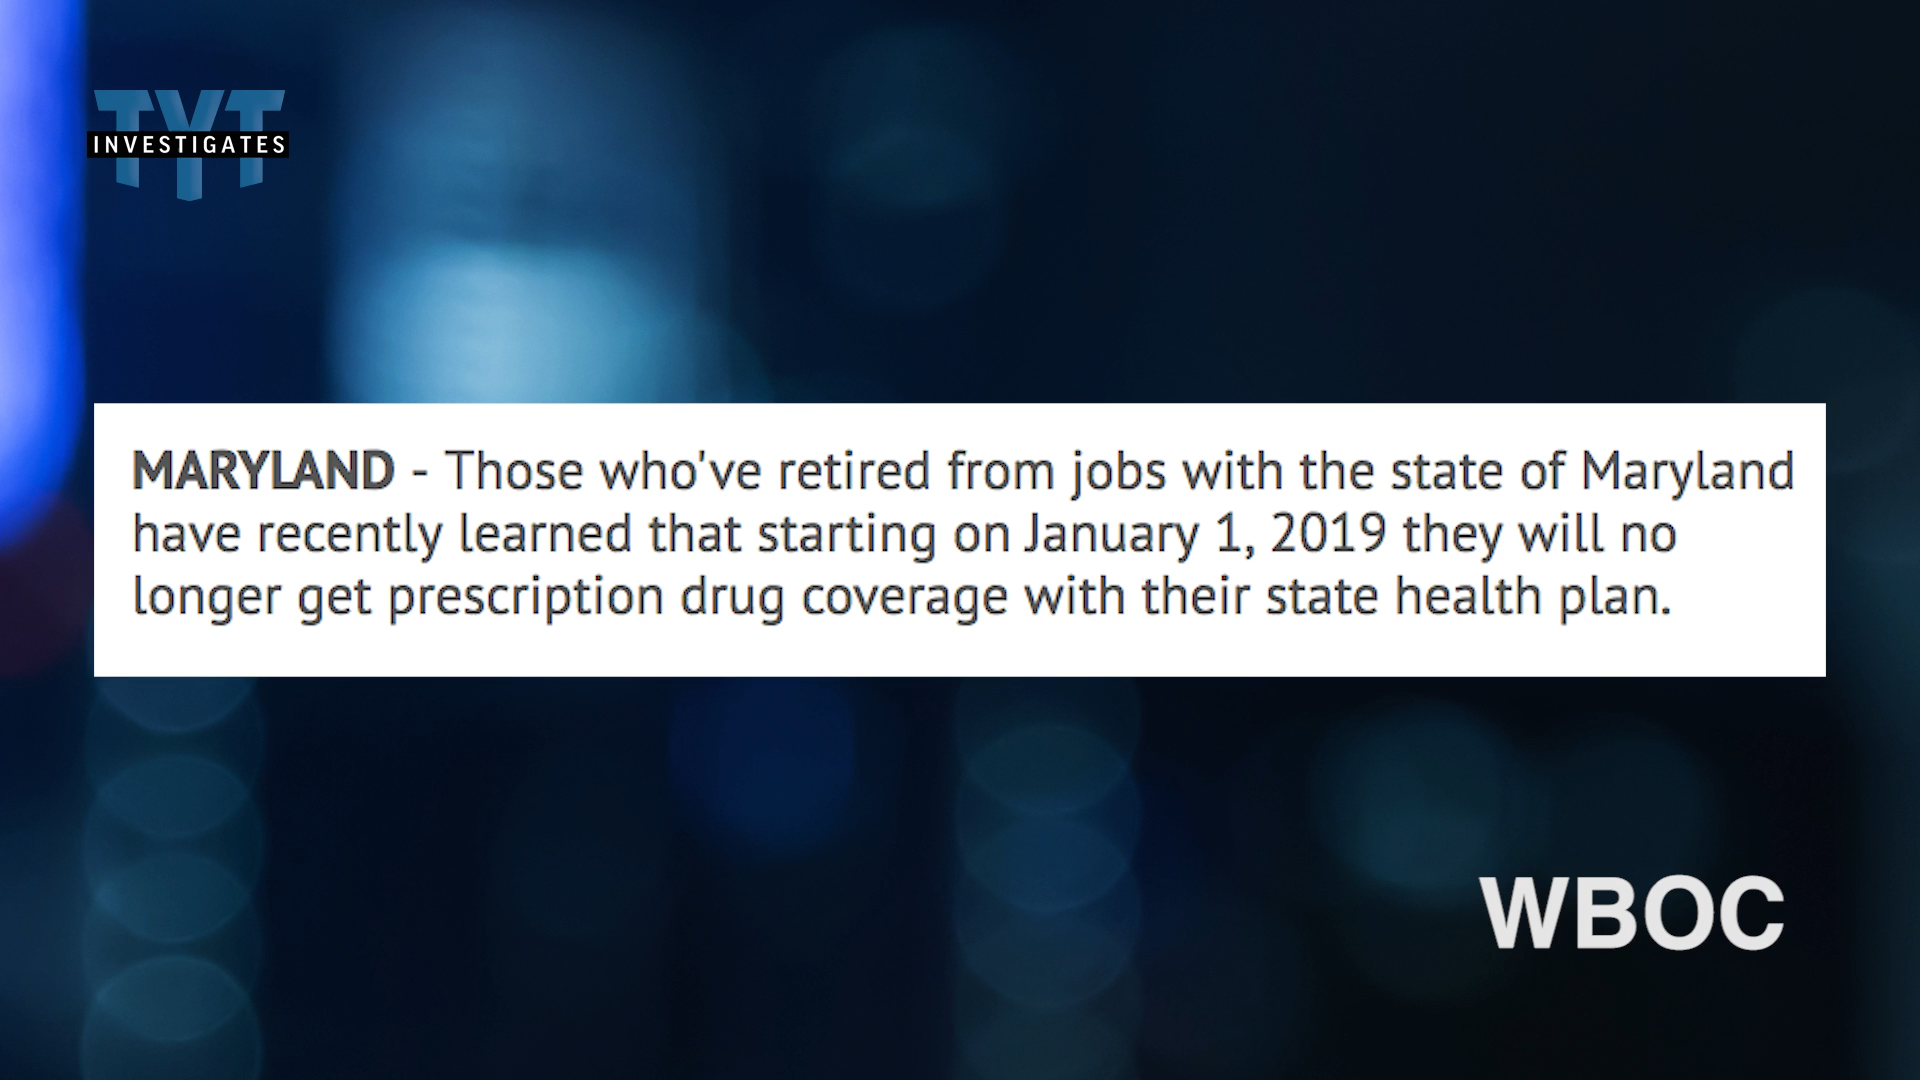 TYT
INVESTIGATES
MARYLAND - Those who've retired from jobs with the state of Maryland
have recently learned that starting on January 1, 2019 they will no
longer get prescription drug coverage with their state health plan.
WBOC